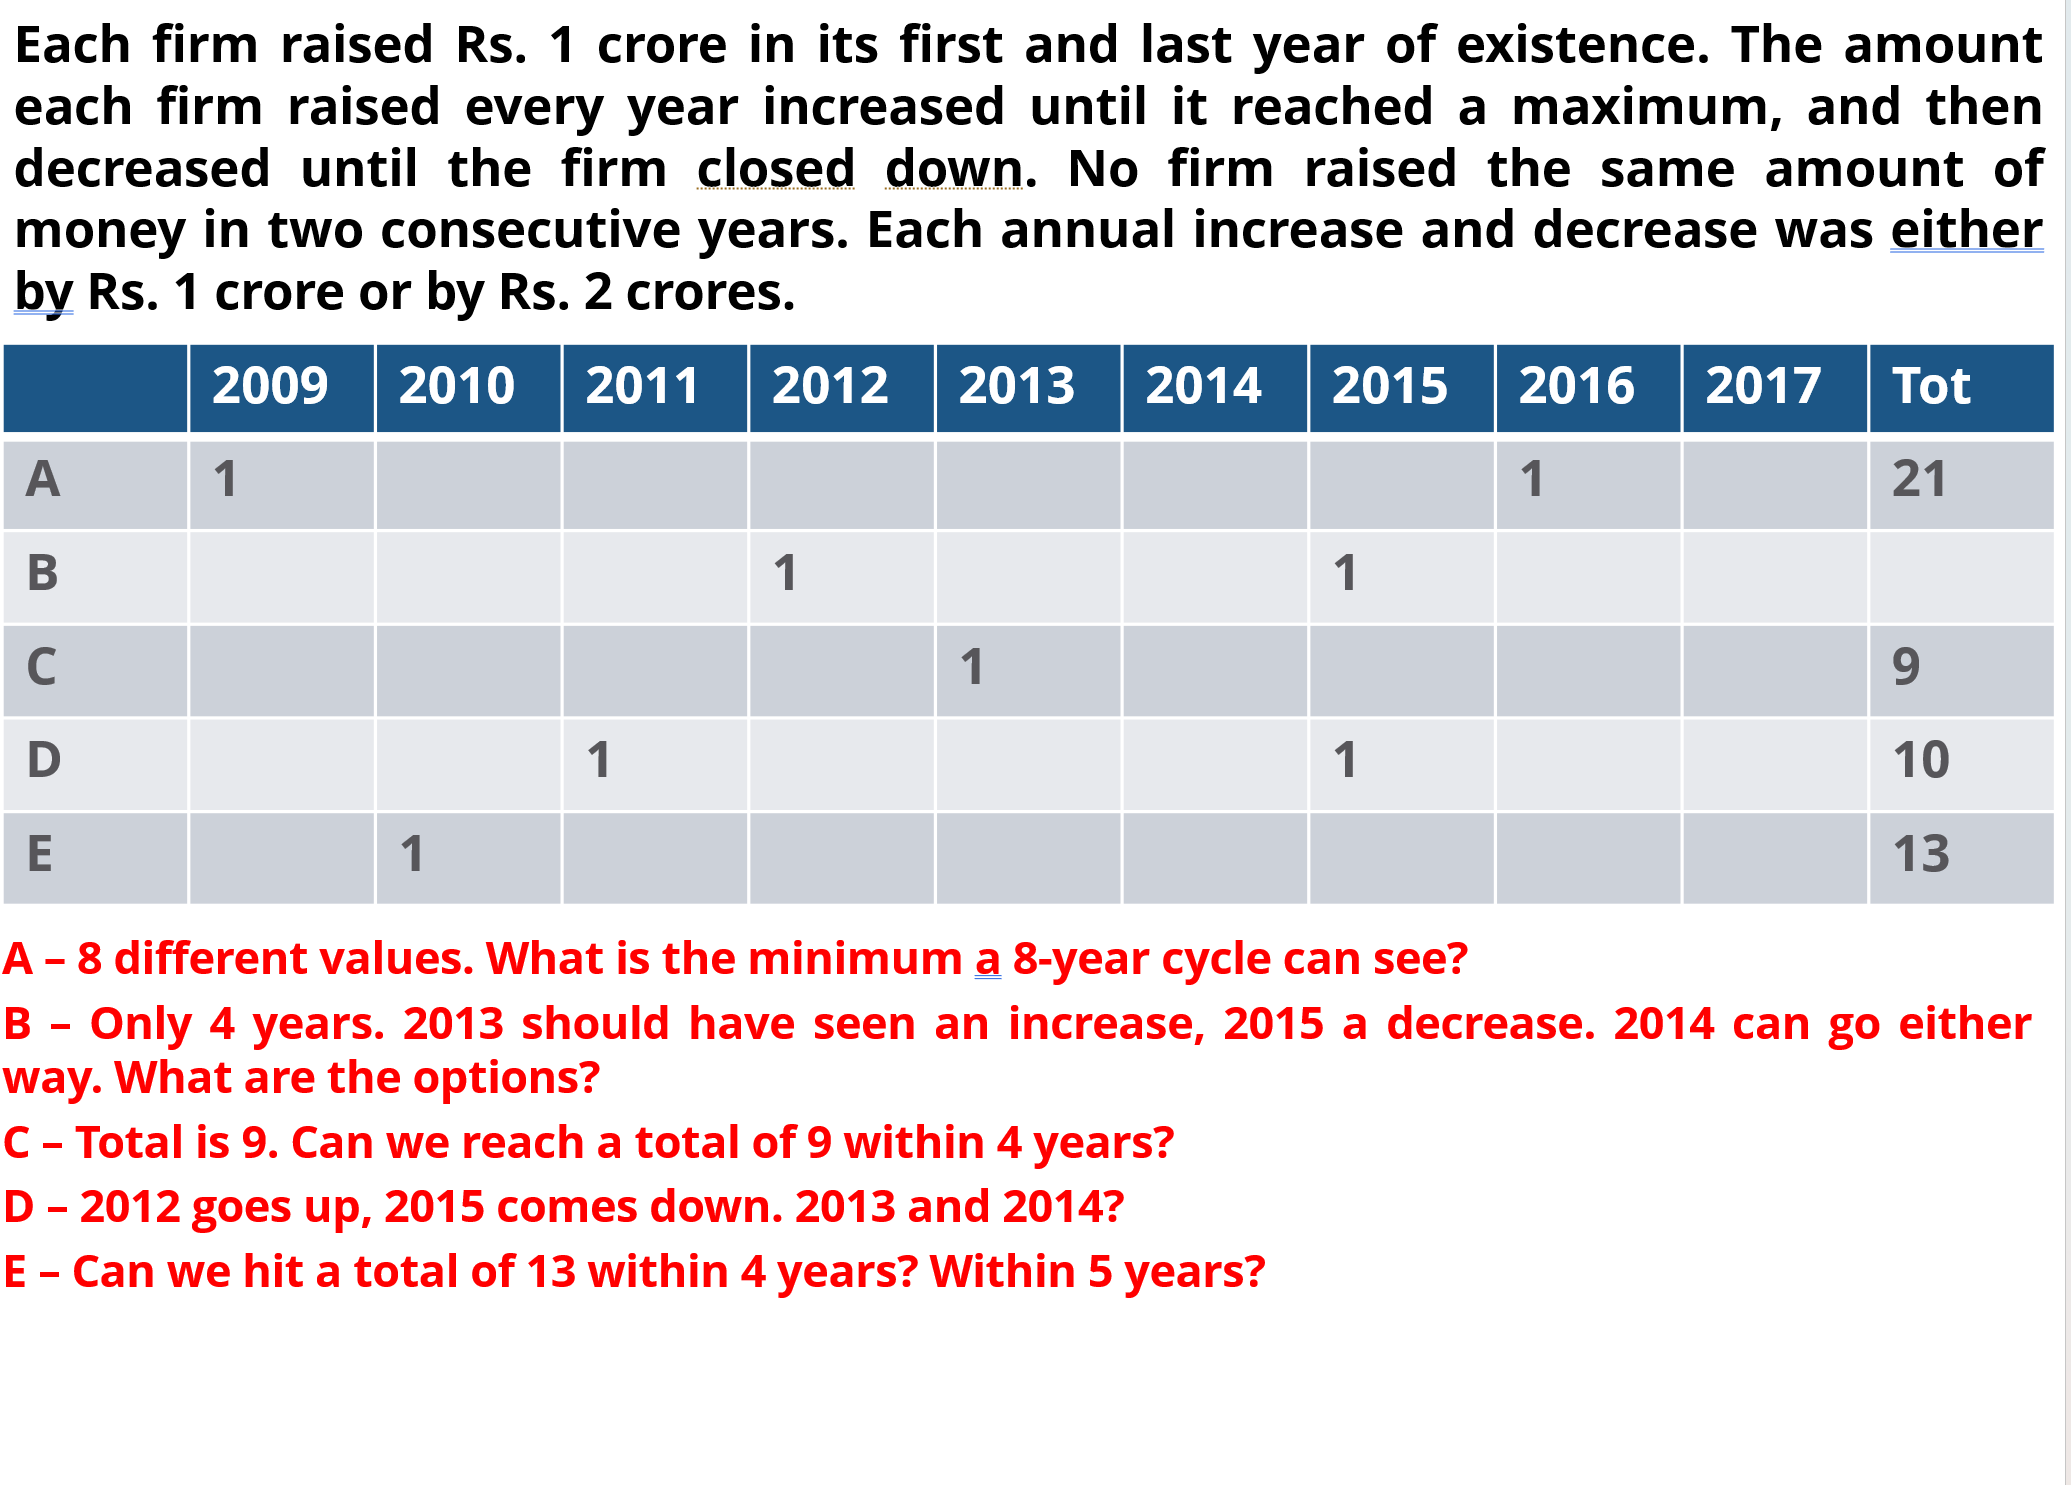 Each firm raised Rs. 1 crore in its first and last year of existence. The amount
each firm raised every year increased until it reached a maximum, and then
decreased until the firm closed down. No firm raised the same amount of
money in two consecutive years. Each annual increase and decrease was either
by Rs. 1 crore or by Rs. 2 crores.
2009 2010 2011 2012 2013 2014 2015 2016 2017 Tot
A 1 1 21
B 1 1
C 1 9
D 1 1 10
E 1 13
A – 8 different values. What is the minimum a 8-year cycle can see?
B – Only 4 years. 2013 should have seen an increase, 2015 a decrease. 2014 can go either
way. What are the options?
C – Total is 9. Can we reach a total of 9 within 4 years?
D – 2012 goes up, 2015 comes down. 2013 and 2014?
E – Can we hit a total of 13 within 4 years? Within 5 years?